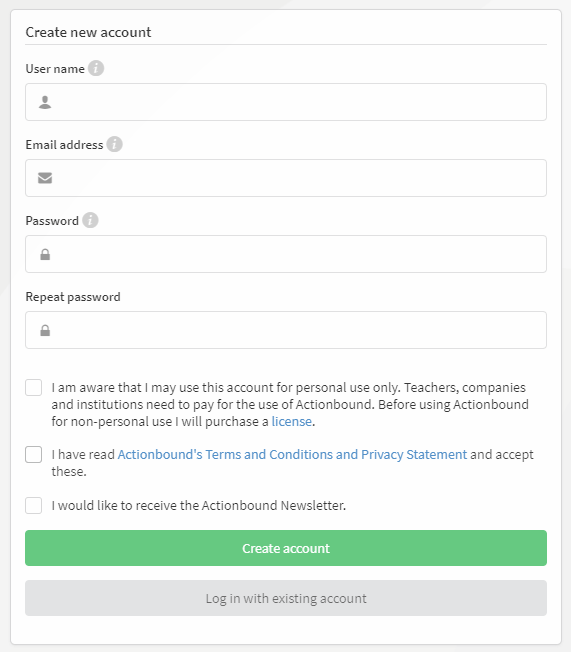 Create new account
User name
Email address
Password
Repeat password
I am aware that I may use this account for personal use only. Teachers, companies
and institutions need to pay for the use of Actionbound. Before using Actionbound
for non-personal use I will purchase a license.
I have read Actionbound's Terms and Conditions and Privacy Statement and accept
these.
I would like to receive the Actionbound Newsletter.
Create account
Log in with existing account